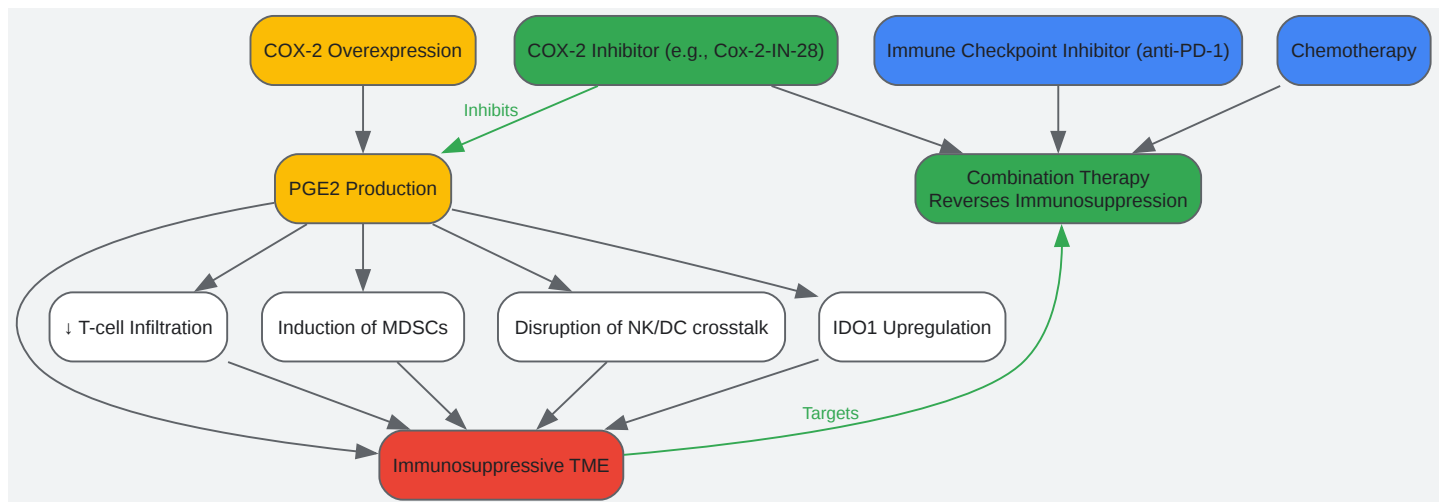 COX-2 Overexpression
COX-2 Inhibitor (e.g., Cox-2-IN-28)
Immune Checkpoint Inhibitor (anti-PD-1)
Chemotherapy
Inhibits
PGE2 Production
Combination Therapy
Reverses Immunosuppression
↓ T-cell Infiltration
Induction of MDSCs
Disruption of NK/DC crosstalk
IDO1 Upregulation
Targets
Immunosuppressive TME